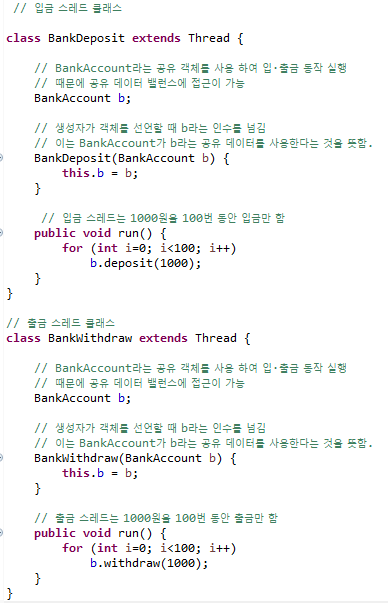 // 입금 스레드 클래스
class BankDeposit extends Thread {
// BankAccount라는 공유 객체를 사용 하여 입·출금 동작 실행
// 때문에 공유 데이터 밸런스에 접근이 가능
BankAccount b;
// 생성자가 객체를 선언할 때 b라는 인수를 넘김
// 이는 BankAccount가 b라는 공유 데이터를 사용한다는 것을 뜻함.
BankDeposit(BankAccount b) {
this.b = b;
}
// 입금 스레드는 1000원을 100번 동안 입금만 함
public void run() {
for (int i=0; i<100; i++)
b.deposit(1000);
}
}
// 출금 스레드 클래스
class BankWithdraw extends Thread {
// BankAccount라는 공유 객체를 사용 하여 입·출금 동작 실행
// 때문에 공유 데이터 밸런스에 접근이 가능
BankAccount b;
// 생성자가 객체를 선언할 때 b라는 인수를 넘김
// 이는 BankAccount가 b라는 공유 데이터를 사용한다는 것을 뜻함.
BankWithdraw(BankAccount b) {
this.b = b;
}
// 출금 스레드는 1000원을 100번 동안 출금만 함
public void run() {
for (int i=0; i<100; i++)
b.withdraw(1000);
}
}